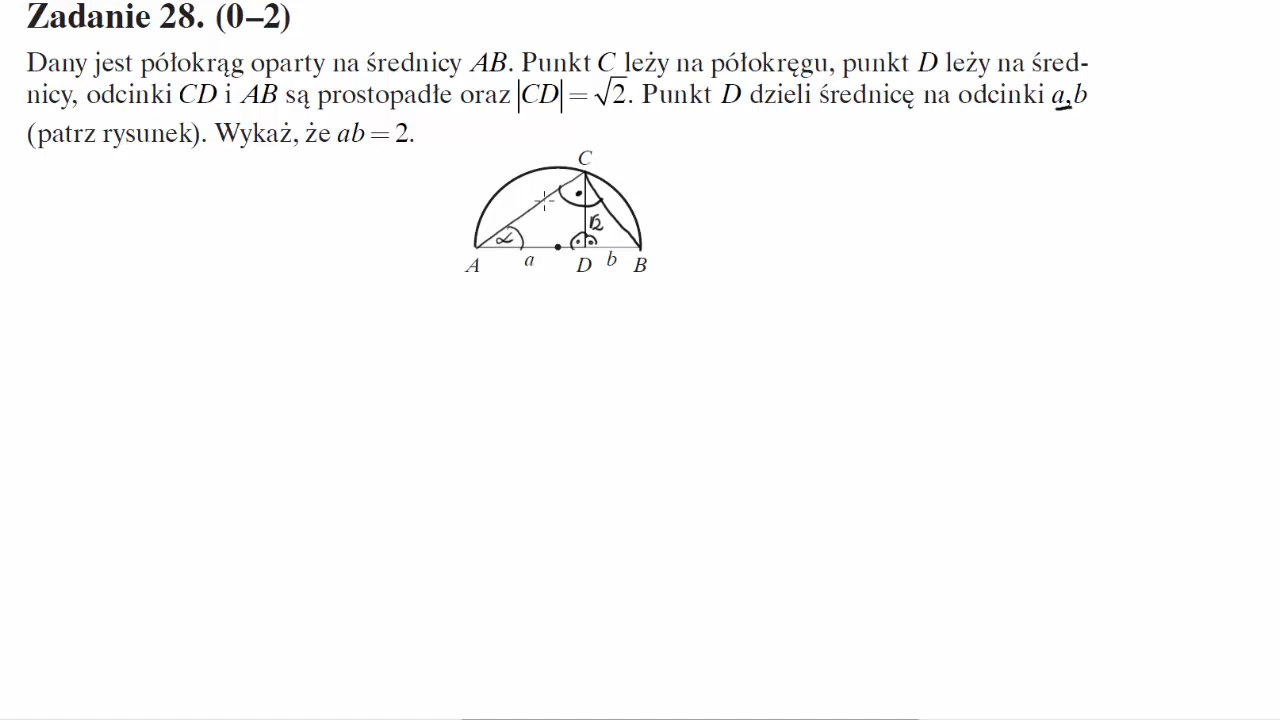 Zadanie 28. (0–2)
Dany jest półokrąg oparty na średnicy AB. Punkt C leży na półokręgu, punkt D leży na śred-
nicy, odcinki CD i AB są prostopadłe oraz |CD| = √2. Punkt D dzieli średnicę na odcinki a,b
(patrz rysunek). Wykaż, że ab = 2.
C
√2
α
A a D b B